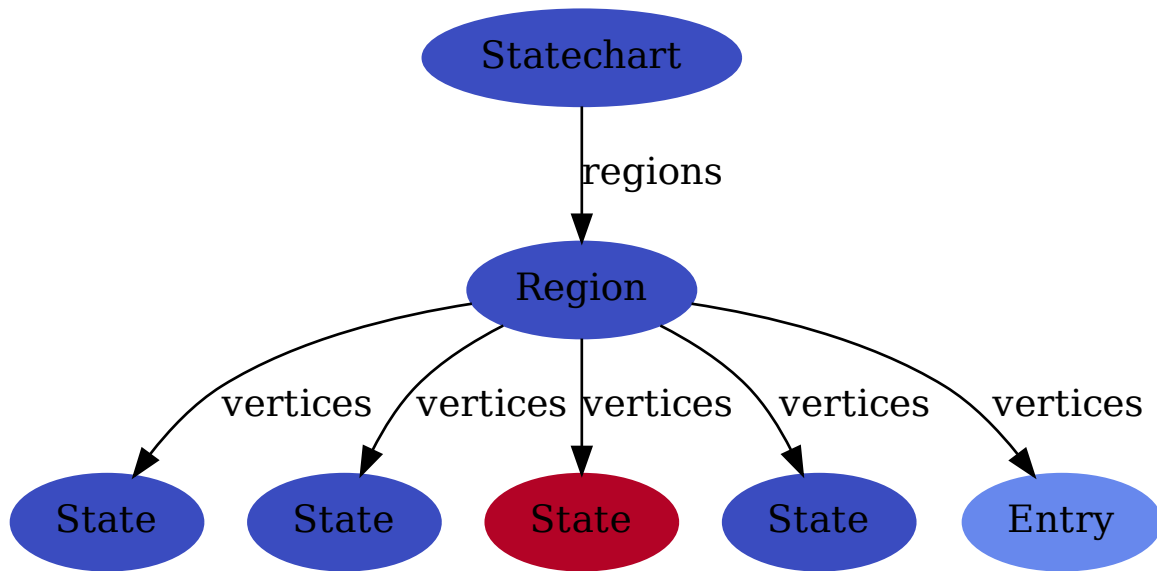 Statechart
regions
Region
vertices vertices vertices vertices vertices
State State State State Entry